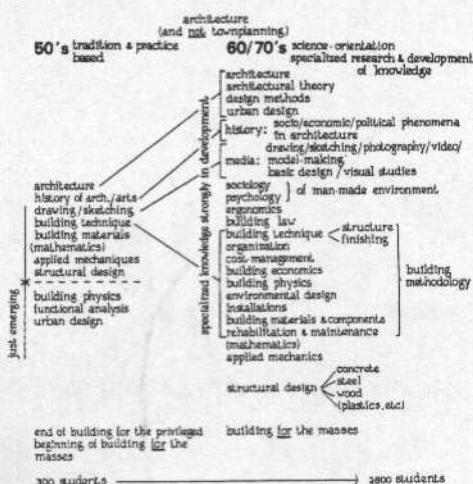 architecture
(and not townplanning)
50's tradition & practice
based
60/70's science-orientation
specialized research & development
of knowledge
architecture
architectural theory
design methods
urban design
history: socio/economic/political phenomena
in architecture
drawing/sketching/photography/video/
media: model-making
basic design / visual studies
sociology
psychology
} of man-made environment
ergonomics
building law
building technique
structure
finishing
organisation
cost management
building economics
building physics
environmental design
installations
building materials & components
rehabilitation & maintenance
(mathematics)
applied mechanics
building
methodology
structural design
concrete
steel
wood
(plastics, etc)
specialized knowledge strongly in development
architecture
history of arch./arts
drawing/sketching
building technique
building materials
(mathematics)
applied mechaniques
structural design
building physics
functional analysis
urban design
just emerging
end of building for the privileged
beginning of building for the
masses
building for the masses
300 students
2800 students